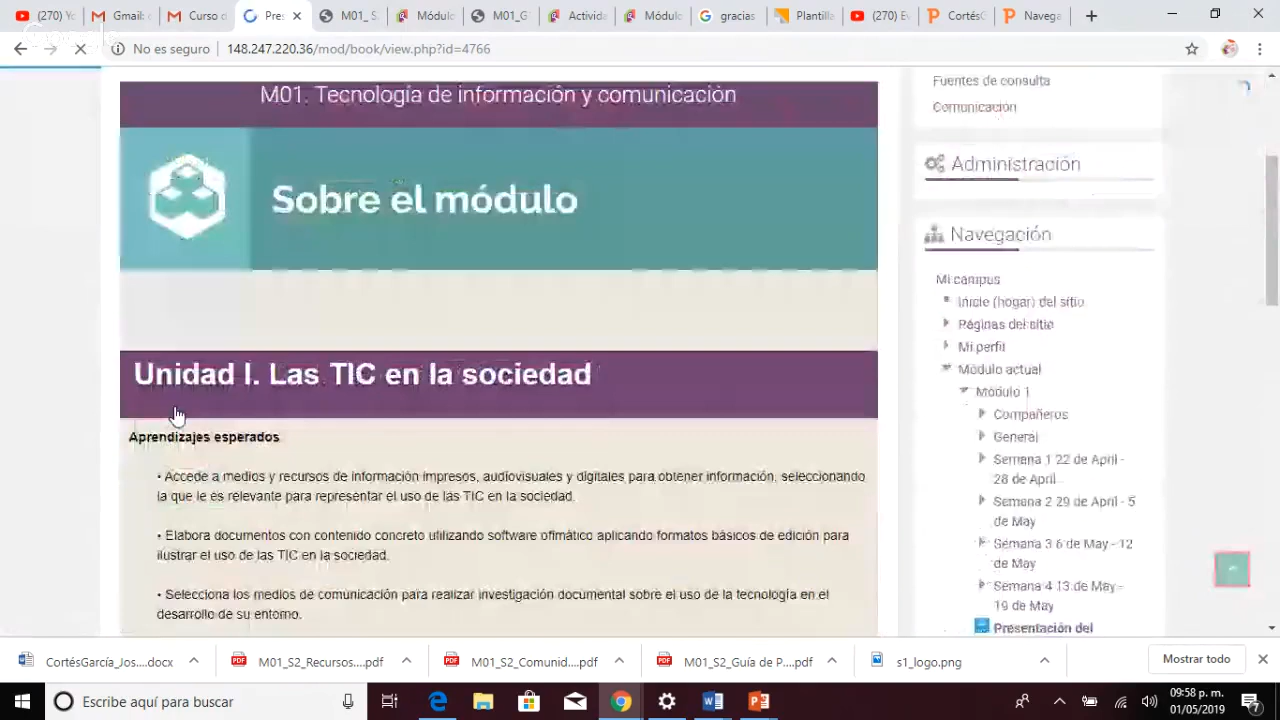 (270) Yo
Gmail:
Curso d
Pres
M01_ S
Módulo
M01_G
Activida
Módulo
gracias
Plantilla
(270) E
CortésG
Navega
No es seguro
148.247.220.36/mod/book/view.php?id=4766
M01. Tecnología de información y comunicación
Sobre el módulo
Unidad I. Las TIC en la sociedad
Aprendizajes esperados
• Accede a medios y recursos de información impresos, audiovisuales y digitales para obtener información, seleccionando
la que le es relevante para representar el uso de las TIC en la sociedad.
• Elabora documentos con contenido concreto utilizando software ofimático aplicando formatos básicos de edición para
ilustrar el uso de las TIC en la sociedad.
• Selecciona los medios de comunicación para realizar investigación documental sobre el uso de la tecnología en el
desarrollo de su entorno.
Fuentes de consulta
Comunicación
Administración
Navegación
Mi campus
Inicie (hogar) del sitio
Páginas del sitio
Mi perfil
Módulo actual
Módulo 1
Compañeros
General
Semana 1 22 de April -
28 de April
Semana 2 29 de April - 5
de May
Semana 3 6 de May - 12
de May
Semana 4 13 de May -
19 de May
Presentación del
CortésGarcía_Jos....docx
M01_S2_Recursos....pdf
M01_S2_Comunid....pdf
M01_S2_Guía de P....pdf
s1_logo.png
Mostrar todo
Escribe aquí para buscar
09:58 p. m.
01/05/2019
7